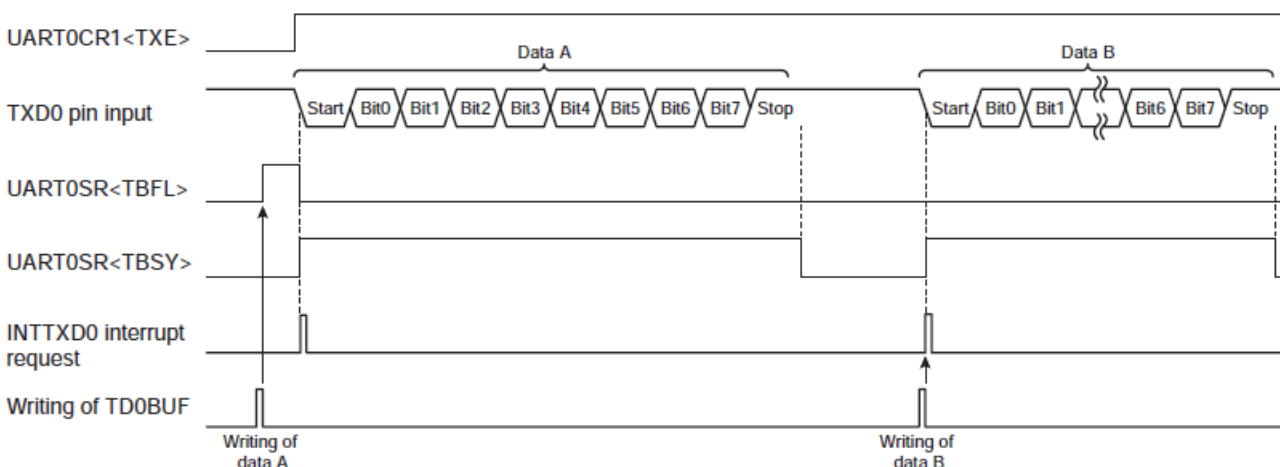 UART0CR1<TXE>
Data A
Data B
TXD0 pin input
Start Bit0 Bit1 Bit2 Bit3 Bit4 Bit5 Bit6 Bit7 Stop
Start Bit0 Bit1 Bit6 Bit7 Stop
UART0SR<TBFL>
UART0SR<TBSY>
INTTXD0 interrupt
request
Writing of TD0BUF
Writing of
data A
Writing of
data B